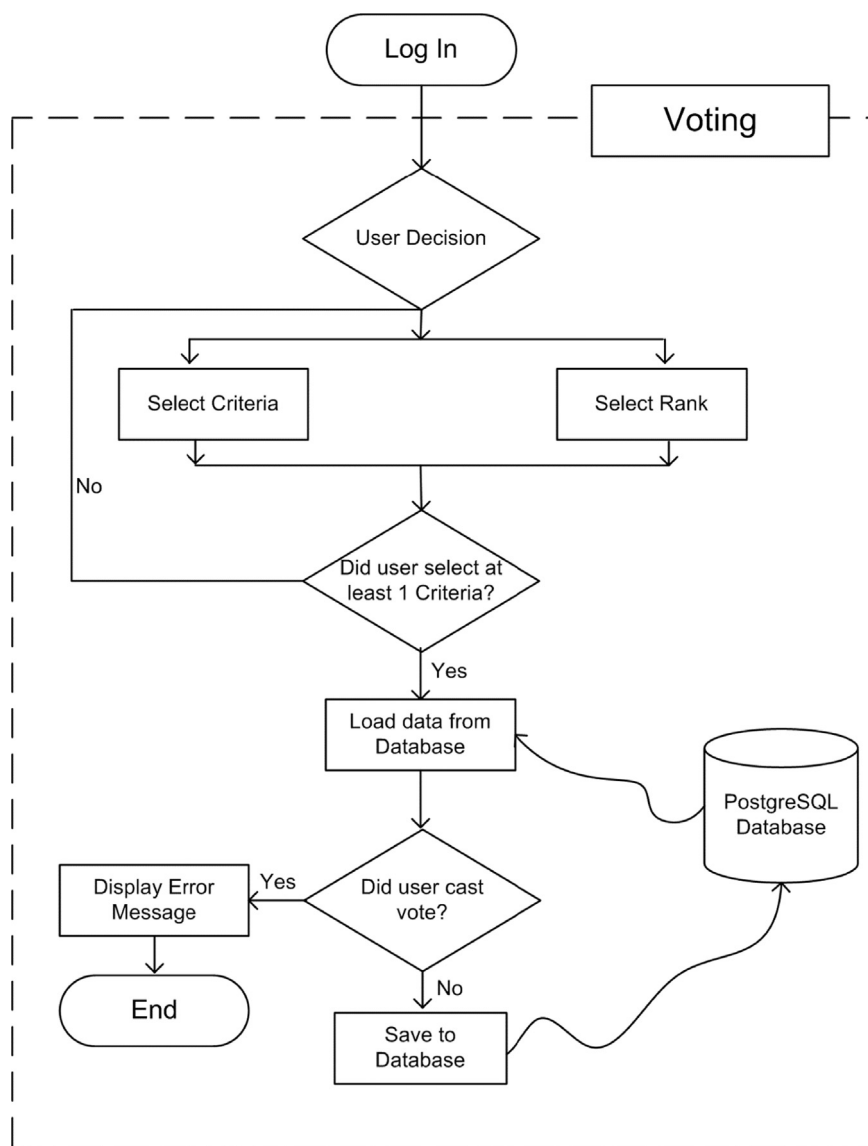 Log In
Voting
User Decision
Select Criteria
Select Rank
No
Did user select at
least 1 Criteria?
Yes
Load data from
Database
PostgreSQL
Database
Display Error
Message
Yes
Did user cast
vote?
End
No
Save to
Database